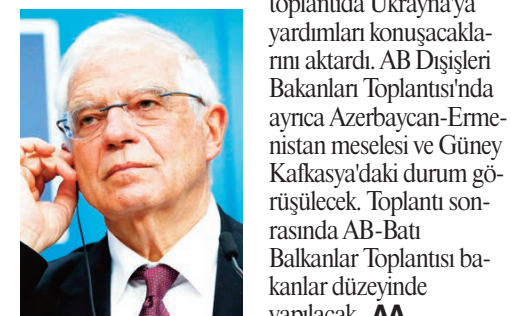 toplantıda Ukrayna'ya
yardımları konuşacakla-
rını aktardı. AB Dışişleri
Bakanları Toplantısı'nda
ayrıca Azerbaycan-Erme-
nistan meselesi ve Güney
Kafkasya'daki durum gö-
rüşülecek. Toplantı son-
rasında AB-Batı
Balkanlar Toplantısı ba-
kanlar düzeyinde
yapılacak. AA